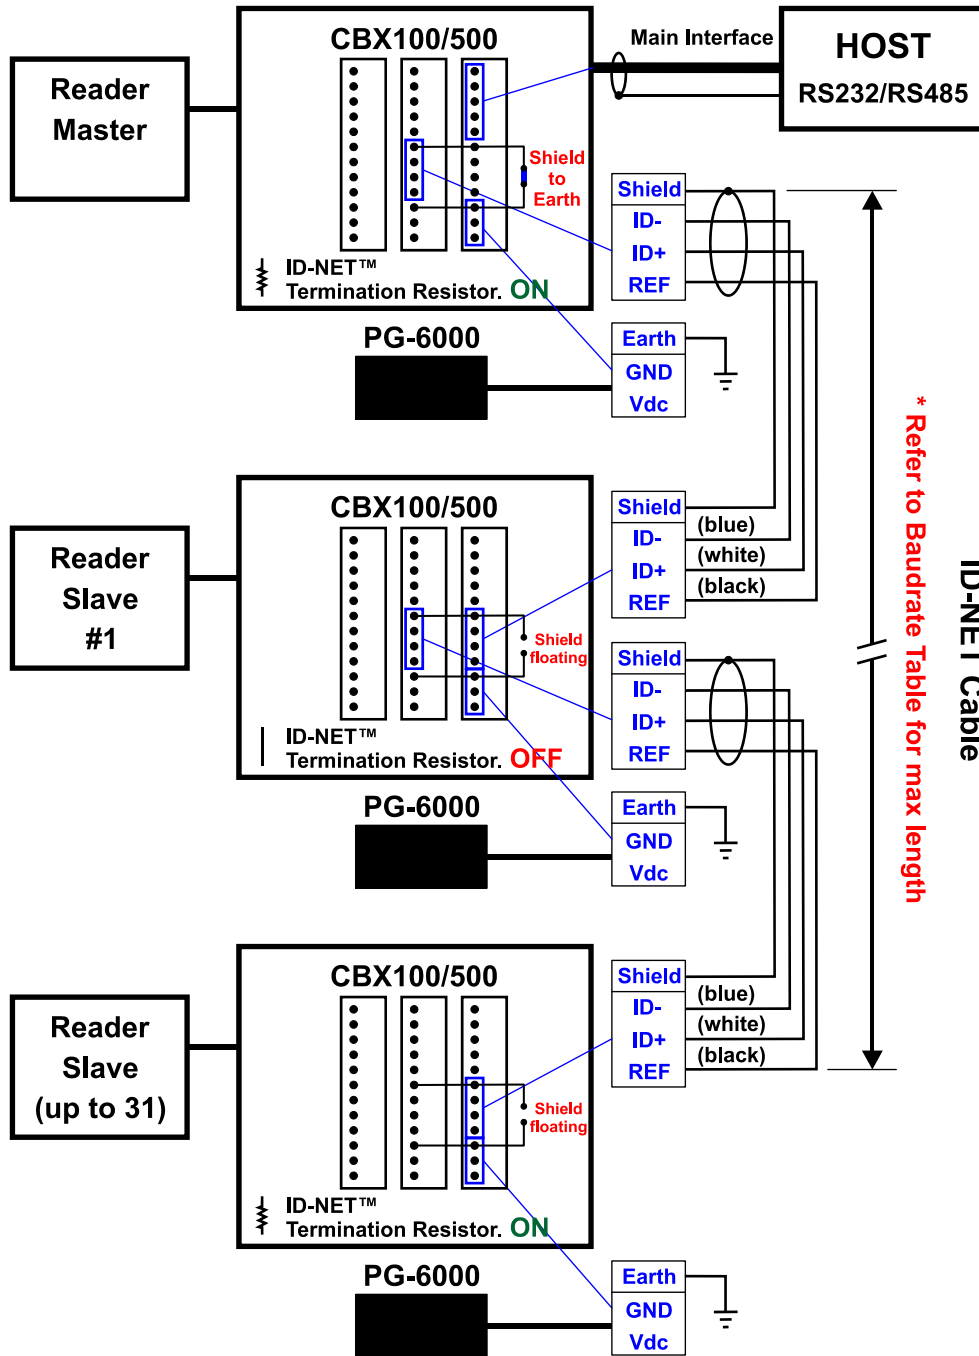 CBX100/500
Reader
Master
Main Interface
HOST
RS232/RS485
Shield
to
Earth
ID-NET™
Termination Resistor. ON
Shield
ID-
ID+
REF
PG-6000
Earth
GND
Vdc
CBX100/500
Reader
Slave
#1
Shield
floating
ID-NET™
Termination Resistor. OFF
Shield
ID- (blue)
ID+ (white)
REF (black)
Shield
ID-
ID+
REF
PG-6000
Earth
GND
Vdc
CBX100/500
Reader
Slave
(up to 31)
Shield
floating
ID-NET™
Termination Resistor. ON
Shield
ID- (blue)
ID+ (white)
REF (black)
PG-6000
Earth
GND
Vdc
* Refer to Baudrate Table for max length
ID-NET Cable